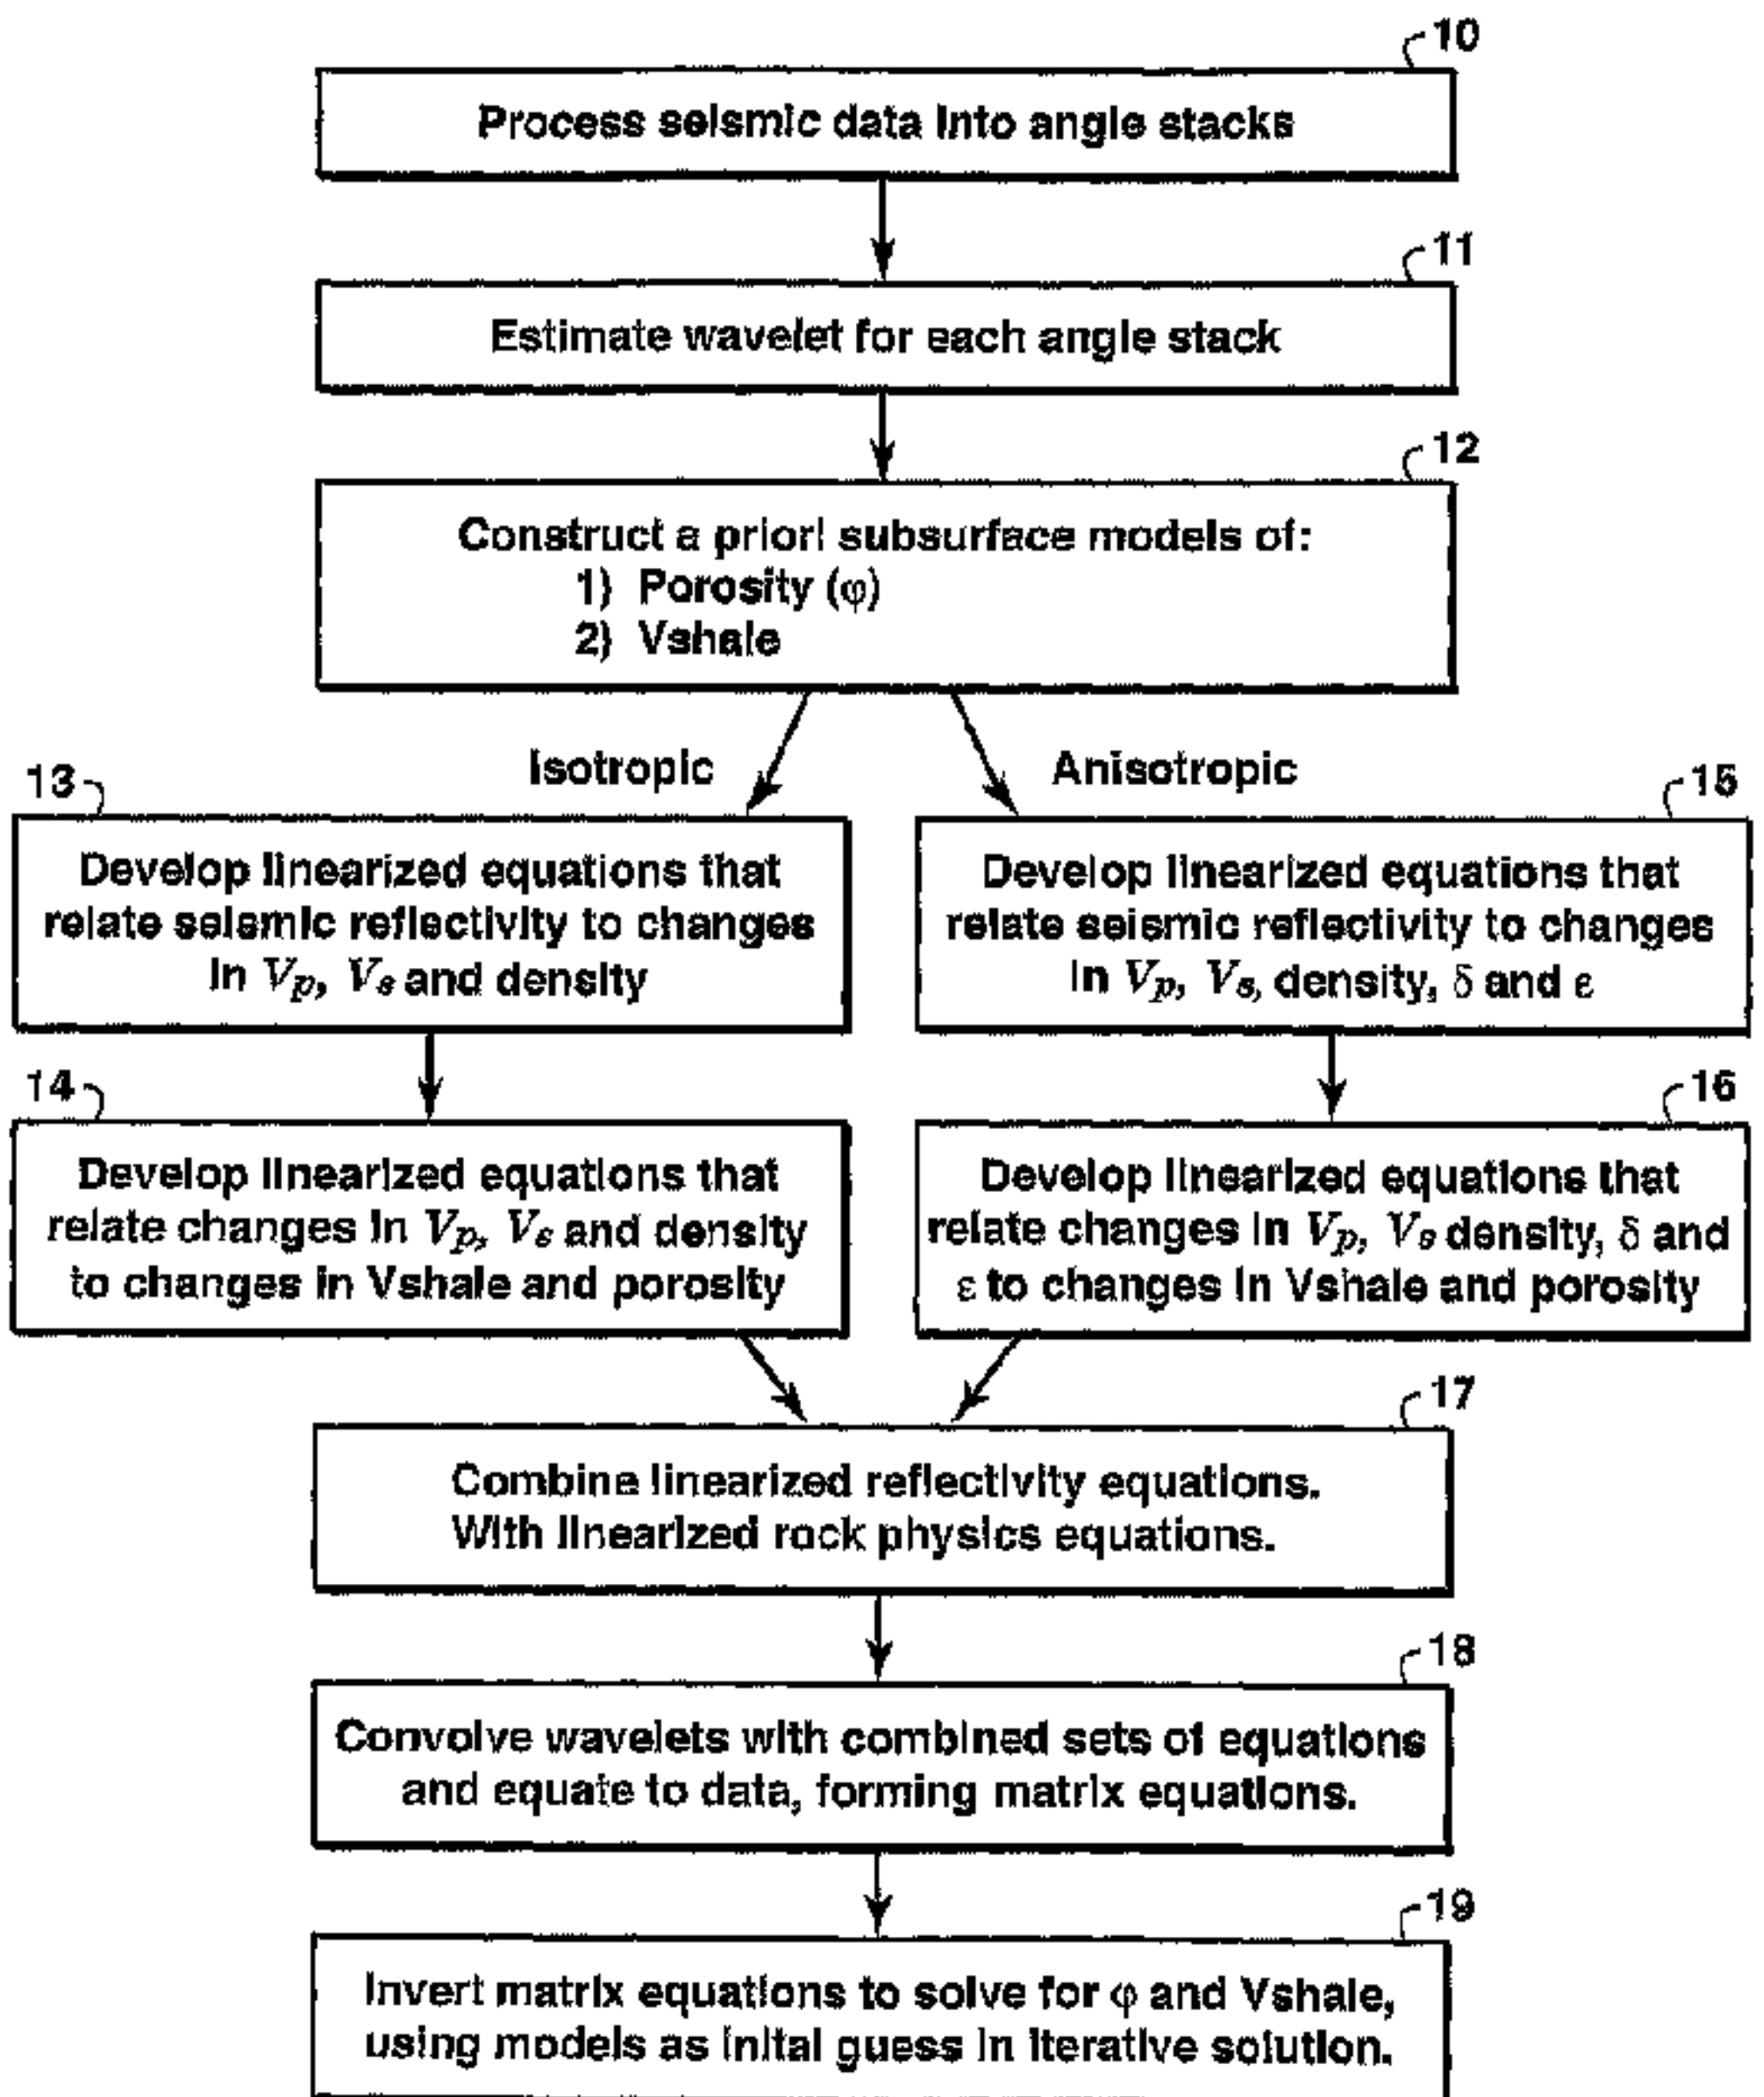 10
Process seismic data into angle stacks
11
Estimate wavelet for each angle stack
12
Construct a priori subsurface models of:
1) Porosity (φ)
2) Vshale
Isotropic
Anisotropic
13
Develop linearized equations that
relate seismic reflectivity to changes
in Vp, Vs and density
15
Develop linearized equations that
relate seismic reflectivity to changes
in Vp, Vs, density, δ and ε
14
Develop linearized equations that
relate changes in Vp, Vs and density
to changes in Vshale and porosity
16
Develop linearized equations that
relate changes in Vp, Vs density, δ and
ε to changes in Vshale and porosity
17
Combine linearized reflectivity equations.
With linearized rock physics equations.
18
Convolve wavelets with combined sets of equations
and equate to data, forming matrix equations.
19
Invert matrix equations to solve for φ and Vshale,
using models as inital guess in iterative solution.